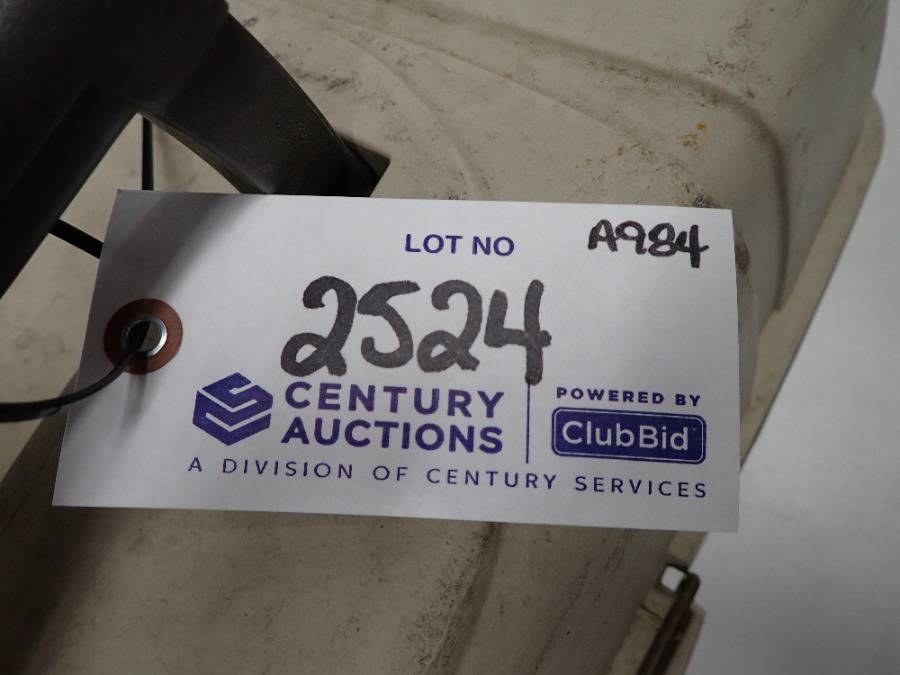 LOT NO
A984
2524
CENTURY
AUCTIONS
POWERED BY
ClubBid
A DIVISION OF CENTURY SERVICES